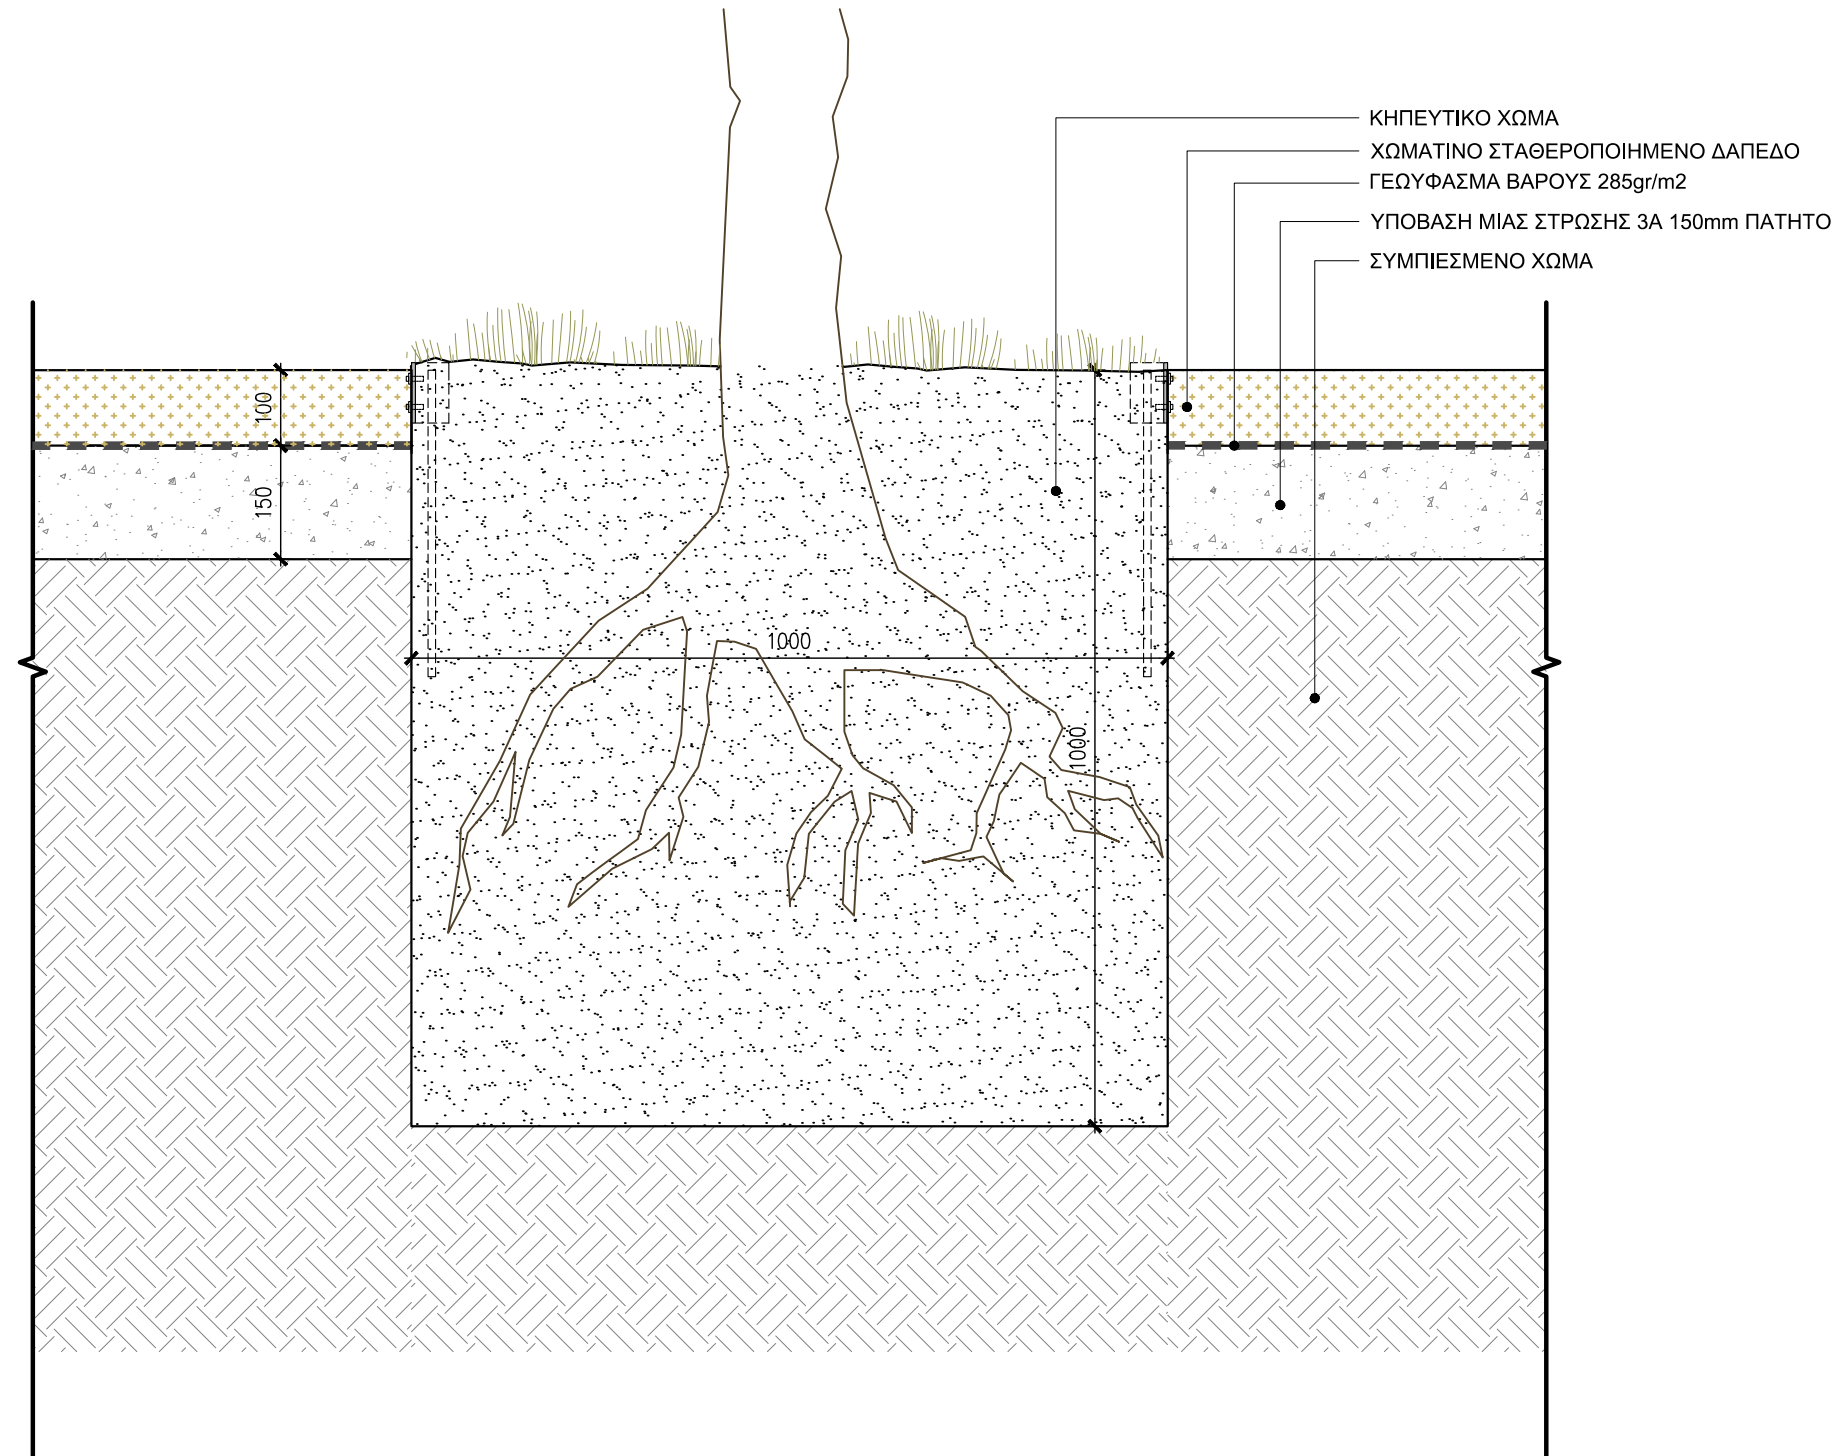 ΚΗΠΕΥΤΙΚΟ ΧΩΜΑ
ΧΩΜΑΤΙΝΟ ΣΤΑΘΕΡΟΠΟΙΗΜΕΝΟ ΔΑΠΕΔΟ
ΓΕΩΥΦΑΣΜΑ ΒΑΡΟΥΣ 285gr/m2
ΥΠΟΒΑΣΗ ΜΙΑΣ ΣΤΡΩΣΗΣ 3Α 150mm ΠΑΤΗΤΟ
ΣΥΜΠΙΕΣΜΕΝΟ ΧΩΜΑ
100
150
1000
1000